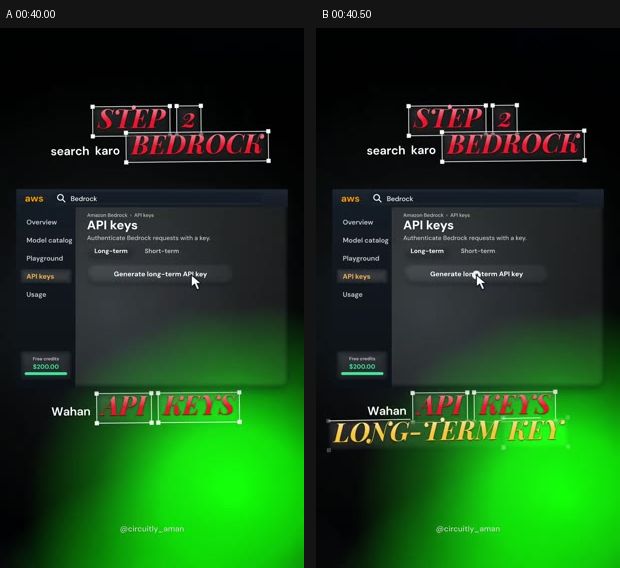 A 00:40.00
STEP 2
search karo BEDROCK
aws Bedrock
Overview
Model catalog
Playground
API keys
Usage
Amazon Bedrock › API keys
API keys
Authenticate Bedrock requests with a key.
Long-term Short-term
Generate long-term API key
Free credits
$200.00
Wahan API KEYS
@circuitly_aman
B 00:40.50
STEP 2
search karo BEDROCK
aws Bedrock
Overview
Model catalog
Playground
API keys
Usage
Amazon Bedrock › API keys
API keys
Authenticate Bedrock requests with a key.
Long-term Short-term
Generate long-term API key
Free credits
$200.00
Wahan API KEYS
LONG-TERM KEY
@circuitly_aman